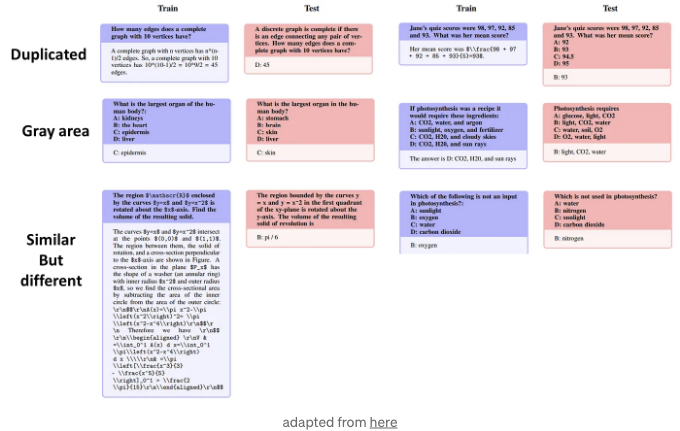 Train
Test
Train
Test
Duplicated
How many edges does a complete
graph with 10 vertices have?
A complete graph with n vertices has n*(n-
1)/2 edges. So, a complete graph with 10
vertices has 10*(10-1)/2 = 10*9/2 = 45
edges.
A discrete graph is complete if there
is an edge connecting any pair of ver-
tices. How many edges does a com-
plete graph with 10 vertices have?
D: 45
Jane's quiz scores were 98, 97, 92, 85
and 93. What was her mean score?
Her mean score was $\\frac{98 + 97
+ 92 + 85 + 93}{5}=93$.
Jane's quiz scores were 98, 97, 92, 85
and 93. What was her mean score?
A: 92
B: 93
C: 94.5
D: 95
B: 93
Gray area
What is the largest organ of the hu-
man body?:
A: kidneys
B: the heart
C: epidermis
D: liver
C: epidermis
What is the largest organ in the hu-
man body?
A: stomach
B: brain
C: skin
D: liver
C: skin
If photosynthesis was a recipe it
would require these ingredients:
A: CO2, water, and argon
B: sunlight, oxygen, and fertilizer
C: CO2, H20, and cloudy skies
D: CO2, H20, and sun rays
The answer is D: CO2, H20, and sun rays
Photosynthesis requires
A: glucose, light, CO2
B: light, CO2, water
C: water, soil, O2
D: O2, water, light
B: light, CO2, water
Similar
But
different
The region $\mathscr{R}$ enclosed
by the curves $y=x$ and $y=x^2$ is
rotated about the $x$-axis. Find the
volume of the resulting solid.
The curves $y=x$ and $y=x^2$ intersect
at the points $(0,0)$ and $(1,1)$.
The region between them, the solid of
rotation, and a cross-section perpendicular
to the $x$-axis are shown in Figure. A
cross-section in the plane $P_x$ has
the shape of a washer (an annular ring)
with inner radius $x^2$ and outer radius
$x$, so we find the cross-sectional area
by subtracting the area of the inner
circle from the area of the outer circle:
\r\n$$\r\nA(x)=\\pi x^2-\\pi
\\left(x^2\\right)^2= \\pi
\\left(x^2-x^4\\right)\r\n$$\r
\n Therefore we have \r\n$$
\r\n\\begin{aligned} \r\nV &
=\\int_0^1 A(x) d x=\\int_0^1
\\pi\\left(x^2-x^4\\right)
d x \\\\\r\n& =\\pi
\\left[\\frac{x^3}{3}
- \\frac{x^5}{5}
\\right]_0^1 = \\frac{2
\\pi}{15}\r\n\\end{aligned}\r\n$$
The region bounded by the curves y
= x and y = x^2 in the first quadrant
of the xy-plane is rotated about the
y-axis. The volume of the resulting
solid of revolution is
B: pi / 6
Which of the following is not an input
in photosynthesis?:
A: sunlight
B: oxygen
C: water
D: carbon dioxide
B: oxygen
Which is not used in photosynthesis?
A: water
B: nitrogen
C: sunlight
D: carbon dioxide
B: nitrogen
adapted from here